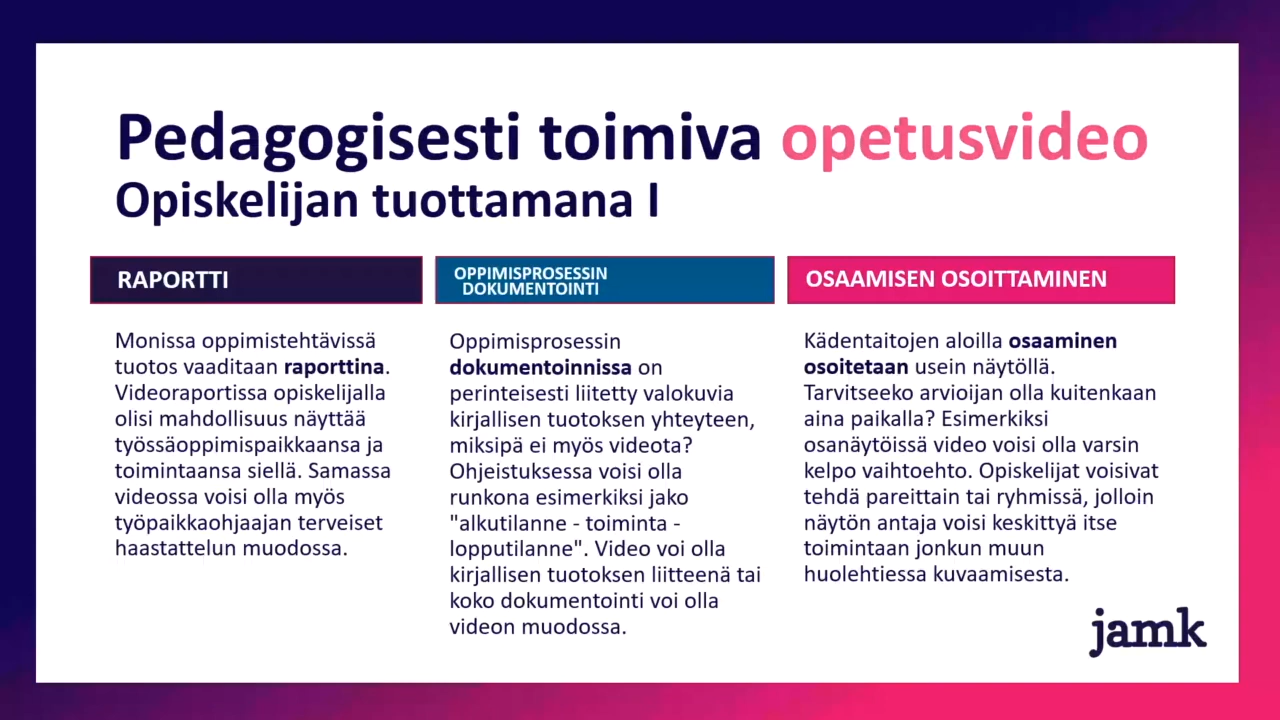 Pedagogisesti toimiva opetusvideo
Opiskelijan tuottamana I
RAPORTTI
Monissa oppimistehtävissä
tuotos vaaditaan raporttina.
Videoraportissa opiskelijalla
olisi mahdollisuus näyttää
työssäoppimispaikkaansa ja
toimintaansa siellä. Samassa
videossa voisi olla myös
työpaikkaohjaajan terveiset
haastattelun muodossa.
OPPIMISPROSESSIN
DOKUMENTOINTI
Oppimisprosessin
dokumentoinnissa on
perinteisesti liitetty valokuvia
kirjallisen tuotoksen yhteyteen,
miksipä ei myös videota?
Ohjeistuksessa voisi olla
runkona esimerkiksi jako
"alkutilanne - toiminta -
lopputilanne". Video voi olla
kirjallisen tuotoksen liitteenä tai
koko dokumentointi voi olla
videon muodossa.
OSAAMISEN OSOITTAMINEN
Kädentaitojen aloilla osaaminen
osoitetaan usein näytöllä.
Tarvitseeko arvioijan olla kuitenkaan
aina paikalla? Esimerkiksi
osanäytöissä video voisi olla varsin
kelpo vaihtoehto. Opiskelijat voisivat
tehdä pareittain tai ryhmissä, jolloin
näytön antaja voisi keskittyä itse
toimintaan jonkun muun
huolehtiessa kuvaamisesta.
jamk